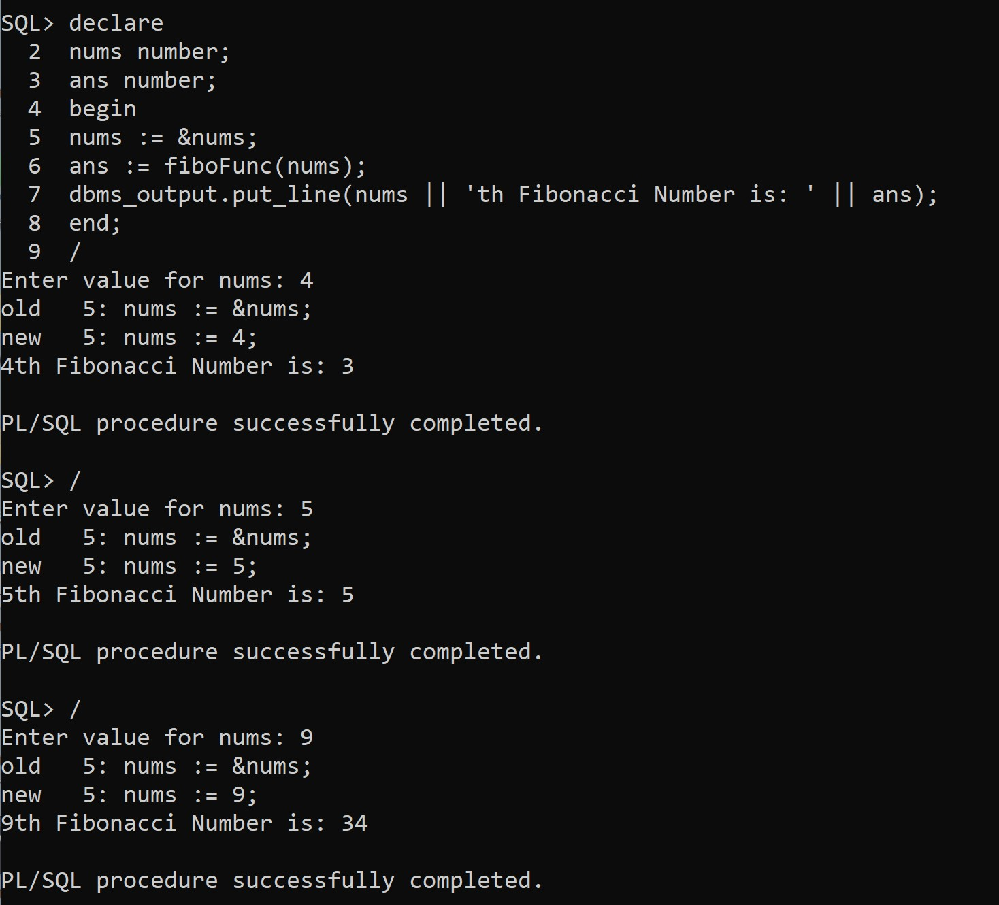 SQL> declare
  2  nums number;
  3  ans number;
  4  begin
  5  nums := &nums;
  6  ans := fiboFunc(nums);
  7  dbms_output.put_line(nums || 'th Fibonacci Number is: ' || ans);
  8  end;
  9  /
Enter value for nums: 4
old   5: nums := &nums;
new   5: nums := 4;
4th Fibonacci Number is: 3

PL/SQL procedure successfully completed.

SQL> /
Enter value for nums: 5
old   5: nums := &nums;
new   5: nums := 5;
5th Fibonacci Number is: 5

PL/SQL procedure successfully completed.

SQL> /
Enter value for nums: 9
old   5: nums := &nums;
new   5: nums := 9;
9th Fibonacci Number is: 34

PL/SQL procedure successfully completed.